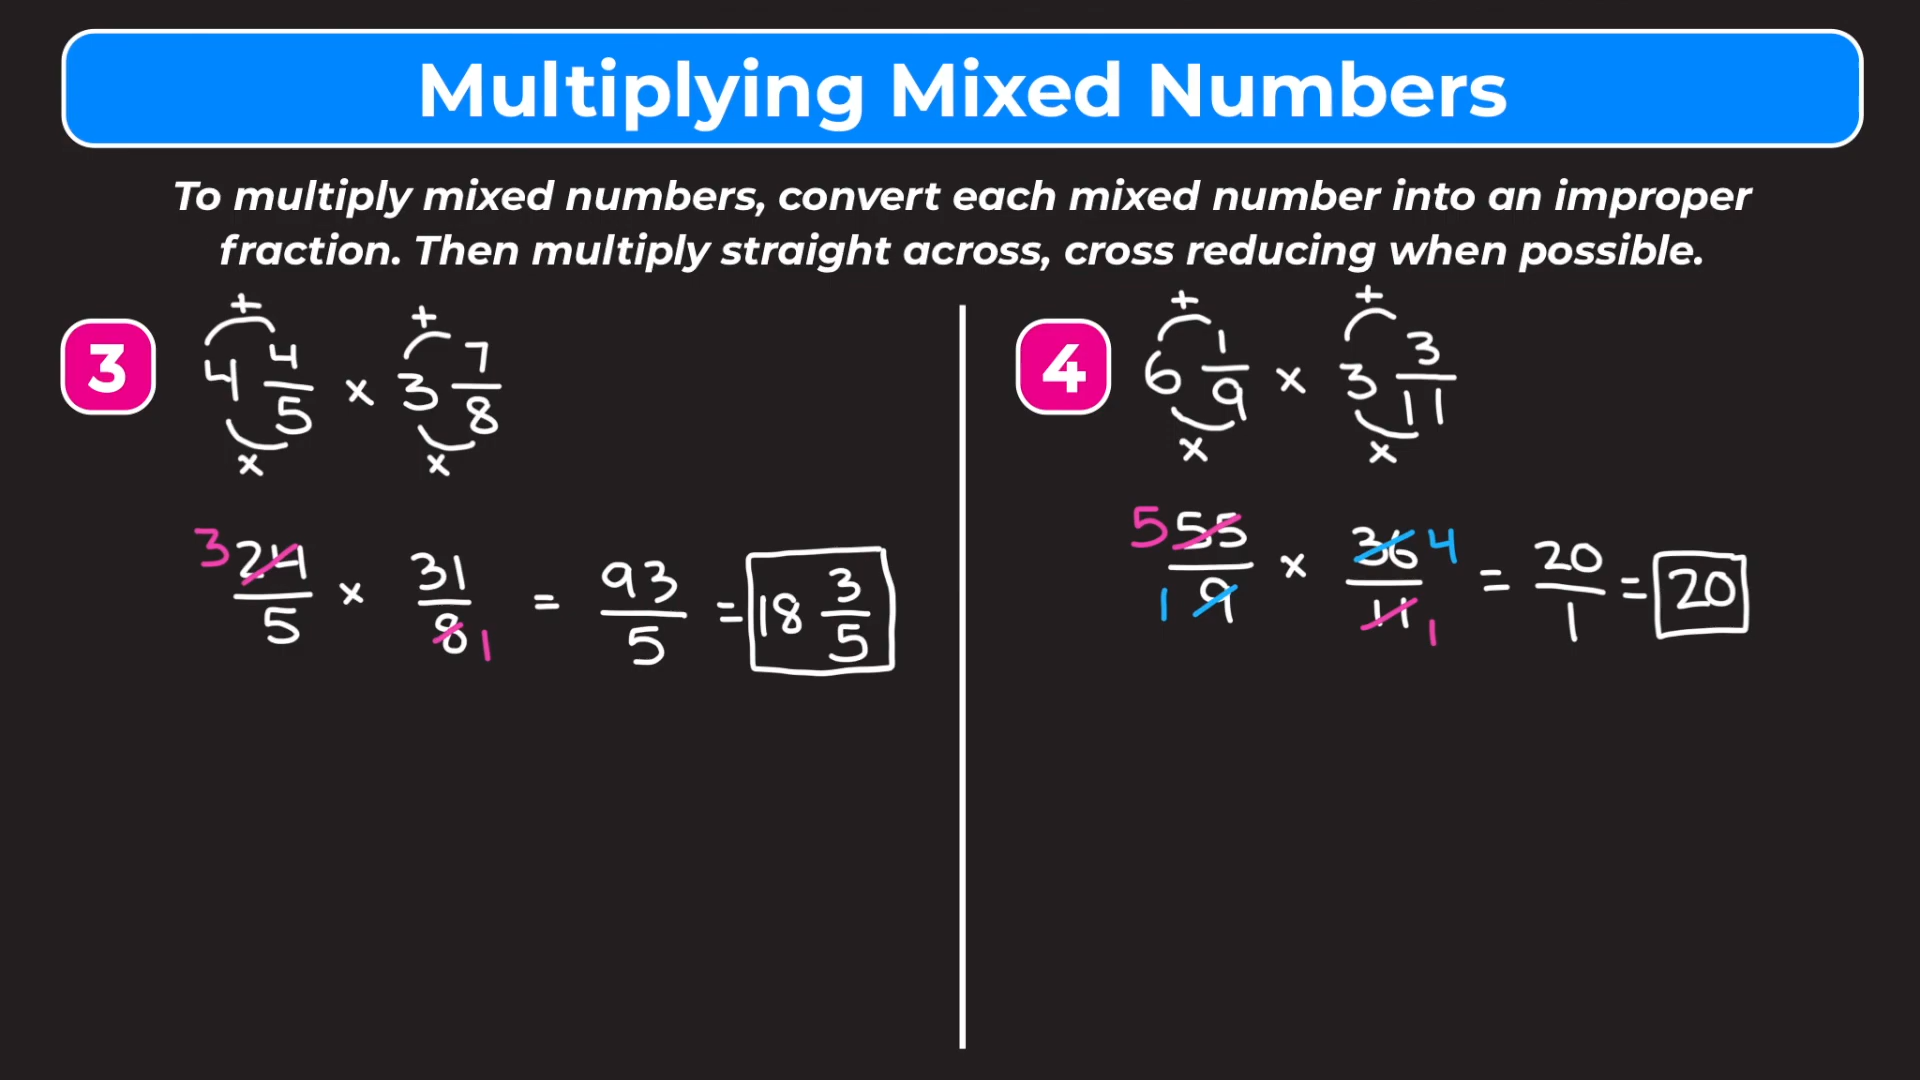 Multiplying Mixed Numbers
To multiply mixed numbers, convert each mixed number into an improper
fraction. Then multiply straight across, cross reducing when possible.
3
+ +
4 4/5 x 3 7/8
x x
3 24/5 x 31/8 1 = 93/5 = 18 3/5
4
+ +
6 1/9 x 3 3/11
x x
5 55/1 9 x 36 4/11 1 = 20/1 = 20